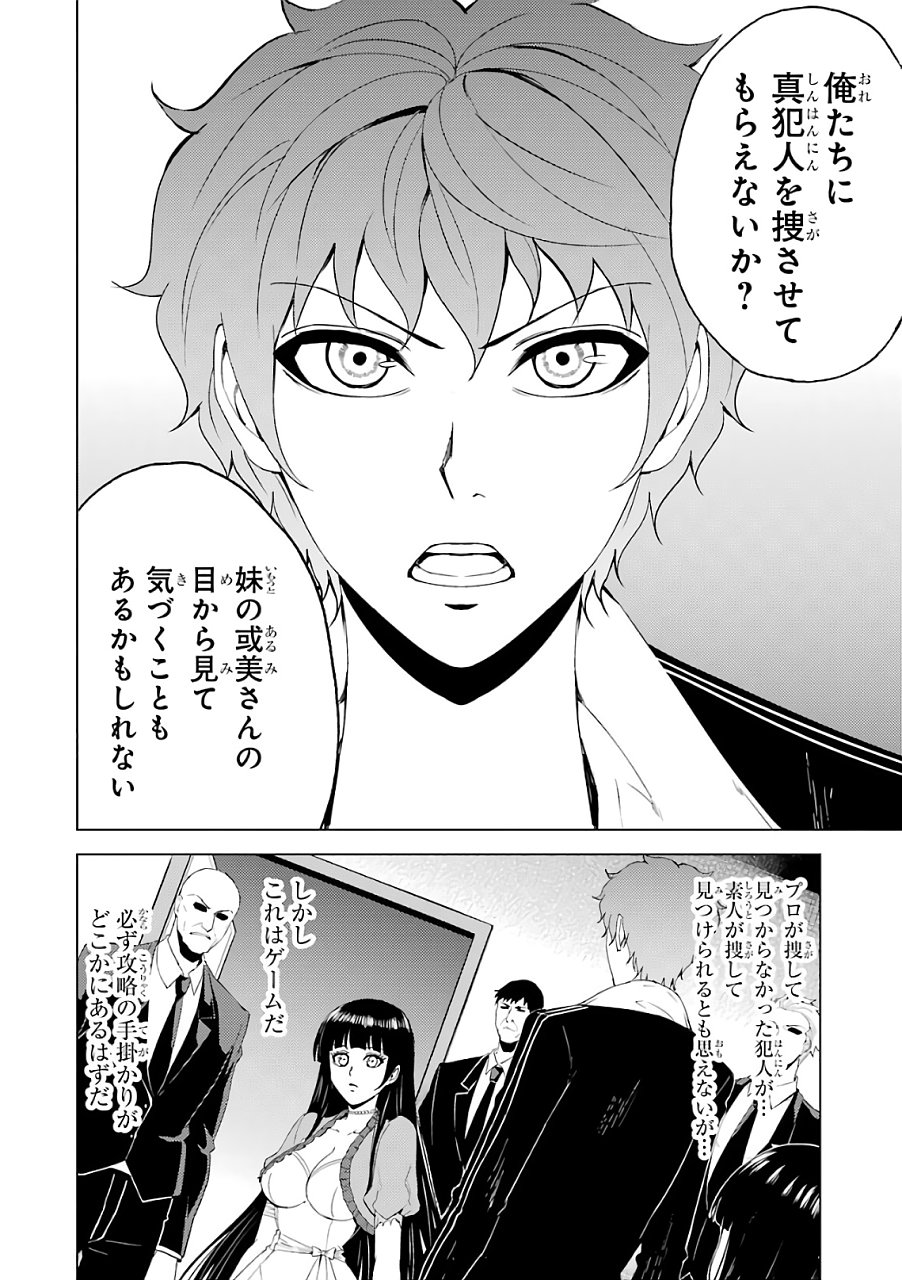 俺たちに
真犯人を捜させて
もらえないか?
妹の或美さんの
目から見て
気づくことも
あるかもしれない
プロが捜して
見つからなかった犯人が…
素人が捜して
見つけられるとも思えないが…
しかし
これはゲームだ
必ず攻略の手掛かりが
どこかにあるはずだ